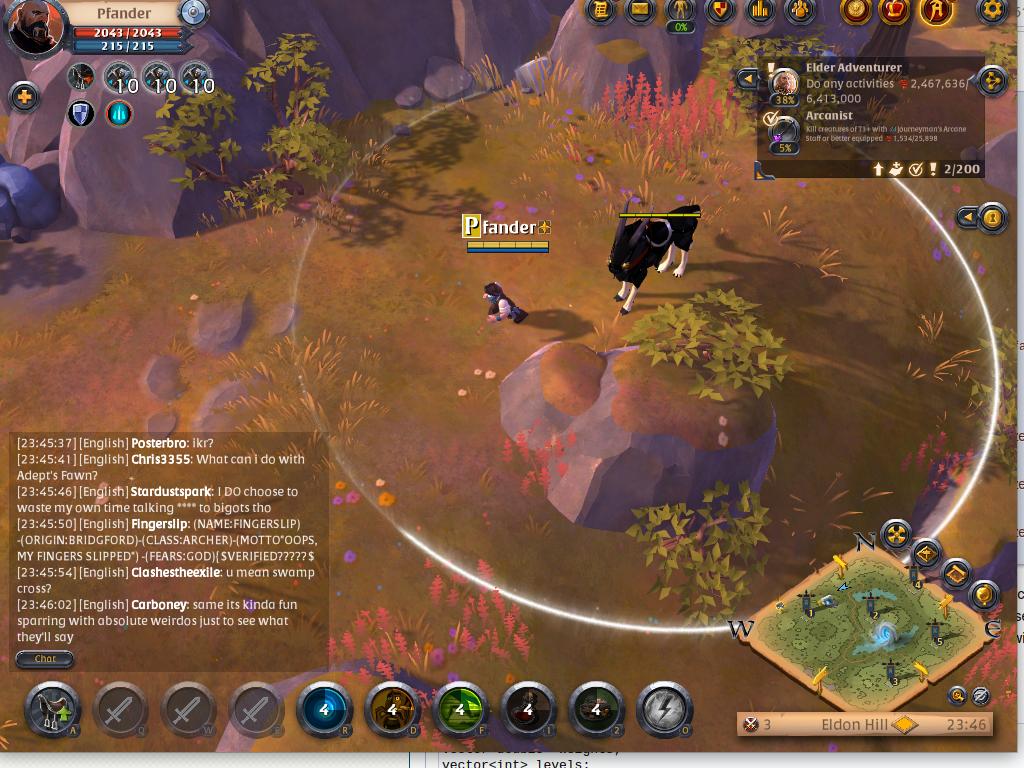 Pfander
2043 / 2043
215 / 215
10 10 10
0%
Elder Adventurer
Do any activities 2,467,636/
6,413,000
38%
Arcanist
Kill creatures of T3+ with Journeyman's Arcane
Staff or better equipped 1,534/25,898
5%
2/200
Pfander
[23:45:37] [English] Posterbro: ikr?
[23:45:41] [English] Chris3355: What can i do with
Adept's Fawn?
[23:45:46] [English] Stardustspark: I DO choose to
waste my own time talking **** to bigots tho
[23:45:50] [English] Fingerslip: (NAME:FINGERSLIP)
-(ORIGIN:BRIDGFORD)-(CLASS:ARCHER)-(MOTTO"OOPS,
MY FINGERS SLIPPED") -(FEARS:GOD)[$VERIFIED?????$
[23:45:54] [English] Clashestheexile: u mean swamp
cross?
[23:46:02] [English] Carboney: same its kinda fun
sparring with absolute weirdos just to see what
they'll say
Chat
N
W
E
4
2
5
3
A Q W E R D F 1 2 O
4 4 4 4 4
3 Eldon Hill 23:46
vector<int> levels;